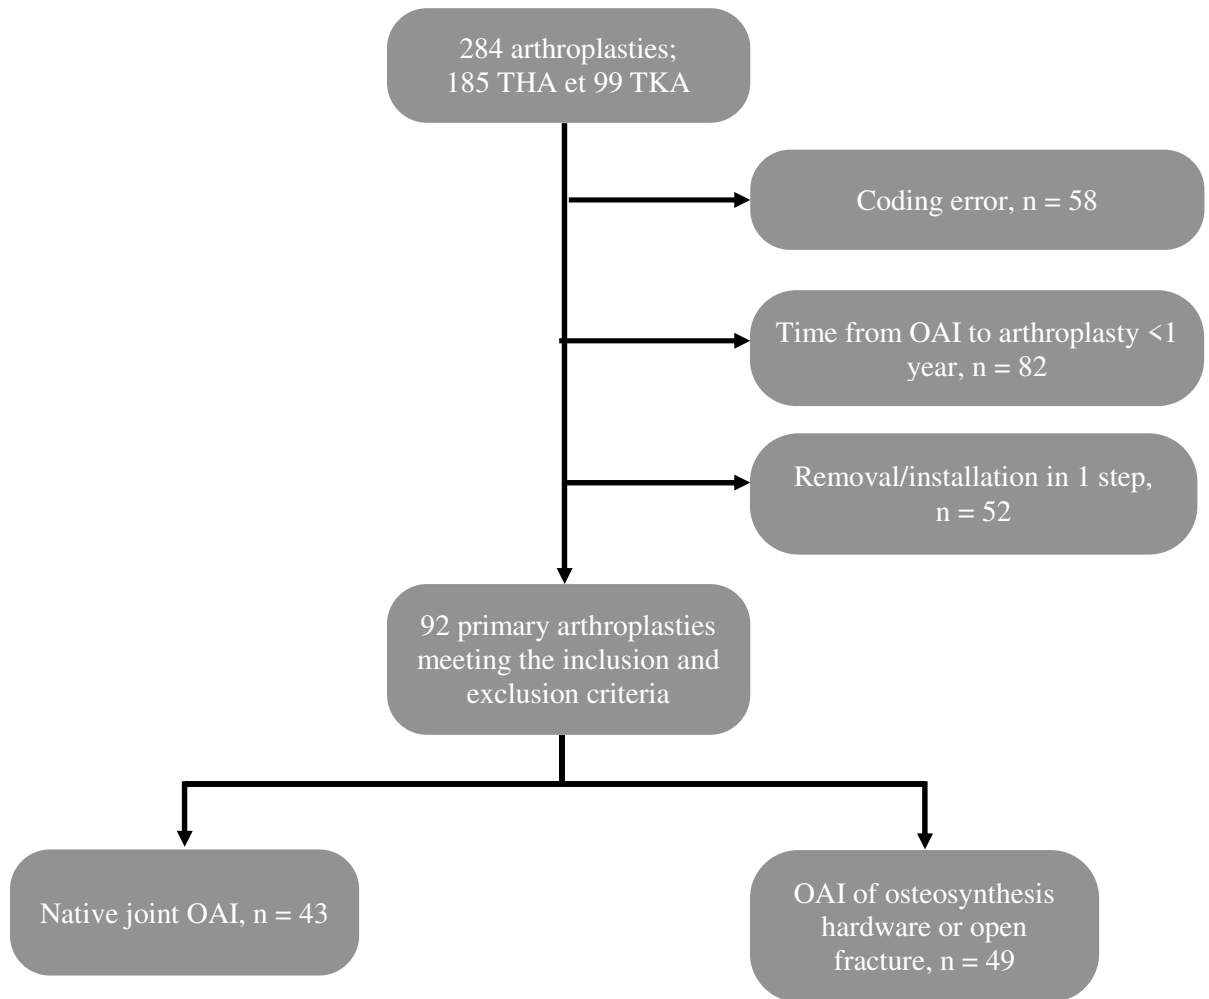 284 arthroplasties;
185 THA et 99 TKA
Coding error, n = 58
Time from OAI to arthroplasty <1
year, n = 82
Removal/installation in 1 step,
n = 52
92 primary arthroplasties
meeting the inclusion and
exclusion criteria
Native joint OAI, n = 43
OAI of osteosynthesis
hardware or open
fracture, n = 49